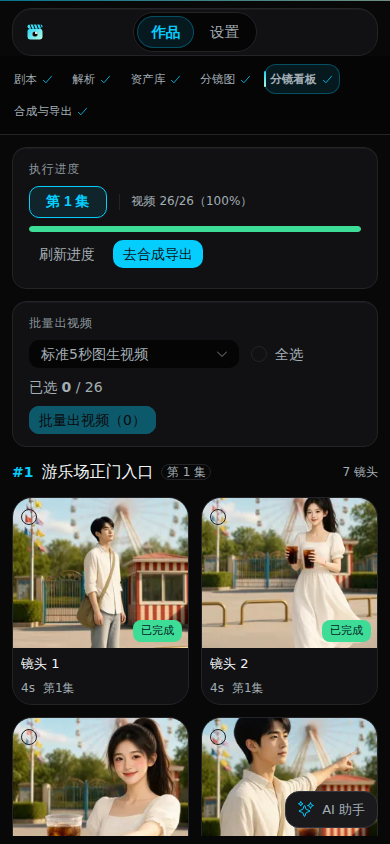 作品
设置
剧本
解析
资产库
分镜图
分镜看板
合成与导出
执行进度
第 1 集
视频 26/26（100%）
刷新进度
去合成导出
批量出视频
标准5秒图生视频
全选
已选 0 / 26
批量出视频（0）
#1 游乐场正门入口 第 1 集
7 镜头
已完成
已完成
镜头 1
4s 第1集
镜头 2
4s 第1集
AI 助手